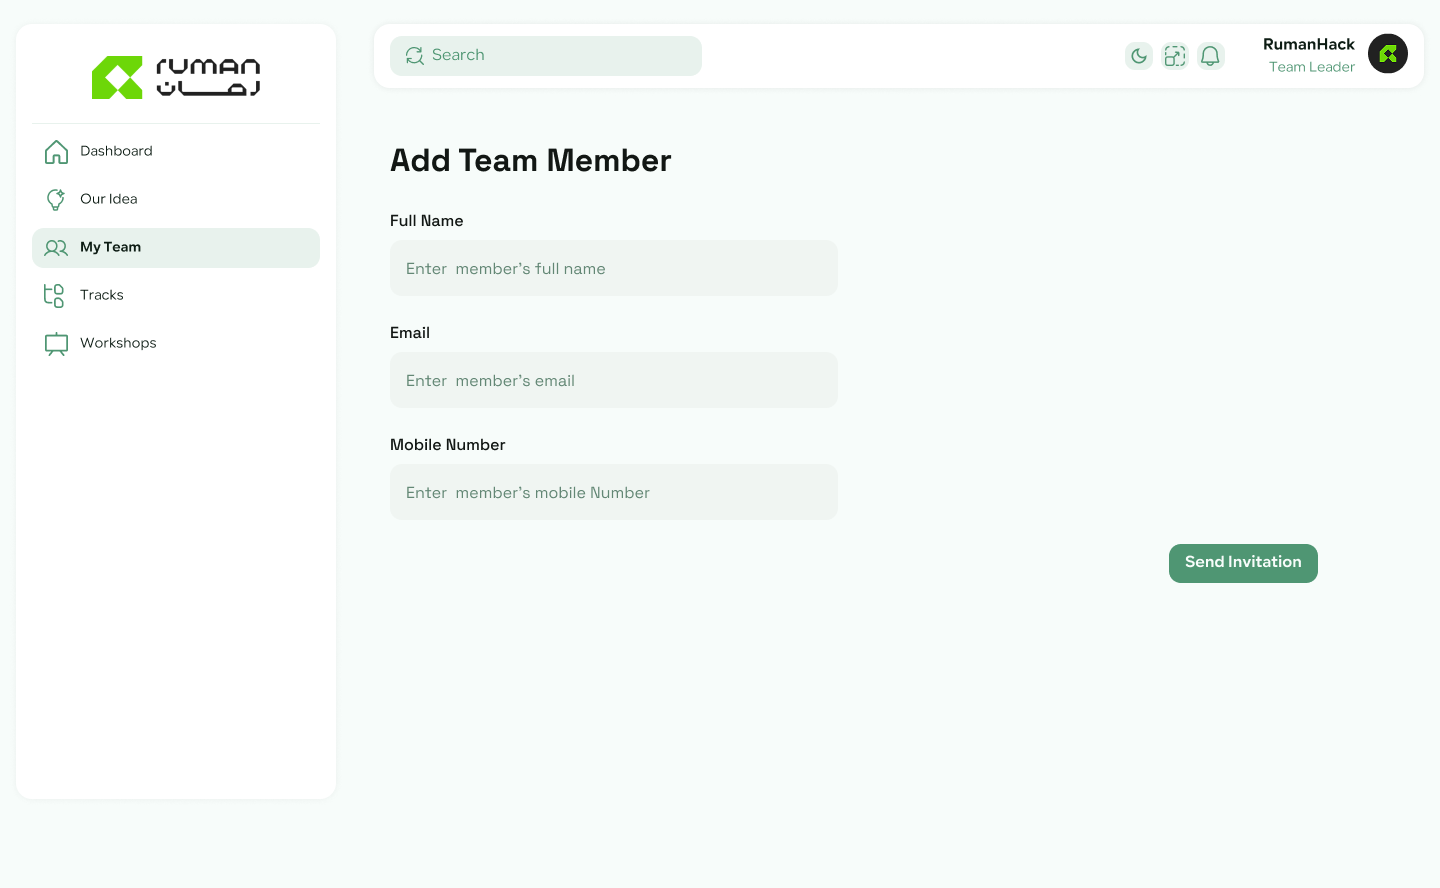 ruman
رمان
Dashboard
Our Idea
My Team
Tracks
Workshops
Search
RumanHack
Team Leader
Add Team Member
Full Name
Enter  member's full name
Email
Enter  member's email
Mobile Number
Enter  member's mobile Number
Send Invitation